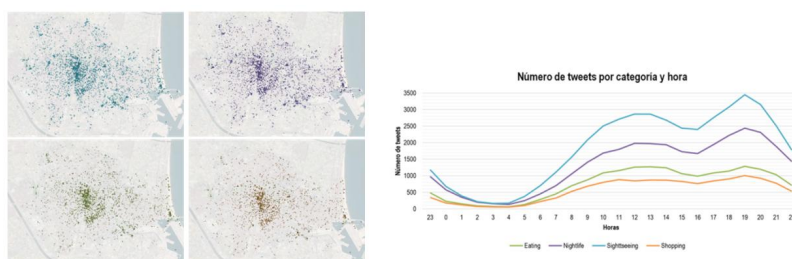 Número de tweets por categoría y hora
Número de tweets
3500
3000
2500
2000
1500
1000
500
0
23 0 1 2 3 4 5 6 7 8 9 10 11 12 13 14 15 16 17 18 19 20 21
Horas
Eating Nightlife Sighttseeing Shopping